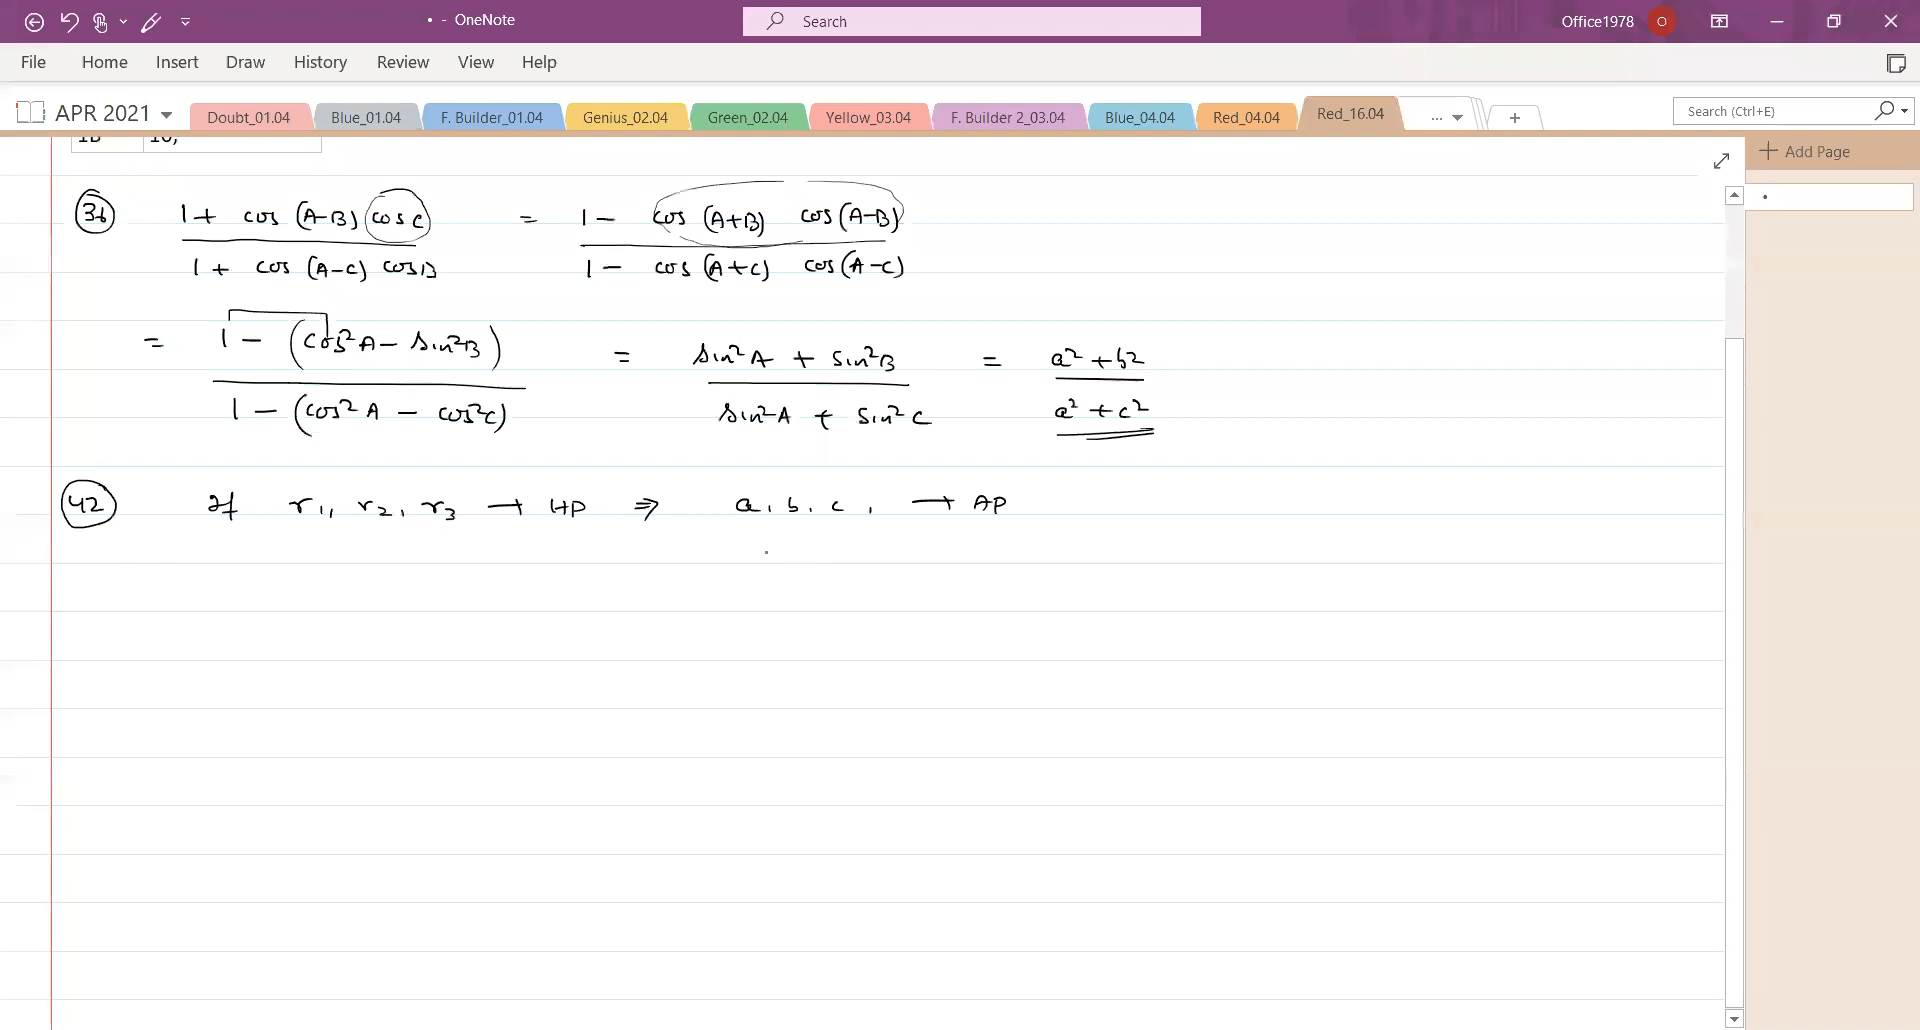 • - OneNote
Search
Office1978
O
File Home Insert Draw History Review View Help
APR 2021
Doubt_01.04 Blue_01.04 F. Builder_01.04 Genius_02.04 Green_02.04 Yellow_03.04 F. Builder 2_03.04 Blue_04.04 Red_04.04 Red_16.04 ... +
Search (Ctrl+E)
+ Add Page
•
36 1 + cos (A-B) cos C = 1 - cos (A+B) cos (A-B)
1 + cos (A-C) cos B 1 - cos (A+C) cos (A-C)
= 1 - (cos²A - sin²B) = sin²A + sin²B = a² + b²
1 - (cos²A - cos²C) sin²A + sin²C a² + c²
42 If r₁, r₂, r₃ → HP ⇒ a, b, c, → AP